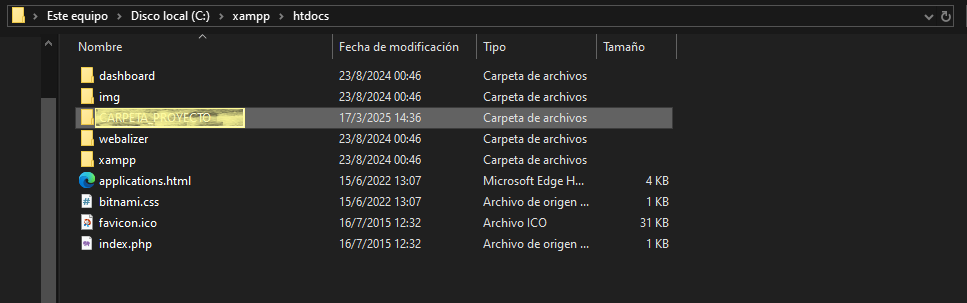 Este equipo > Disco local (C:) > xampp > htdocs
Nombre Fecha de modificación Tipo Tamaño
dashboard 23/8/2024 00:46 Carpeta de archivos
img 23/8/2024 00:46 Carpeta de archivos
CARPETA_PROYECTO 17/3/2025 14:36 Carpeta de archivos
webalizer 23/8/2024 00:46 Carpeta de archivos
xampp 23/8/2024 00:46 Carpeta de archivos
applications.html 15/6/2022 13:07 Microsoft Edge H... 4 KB
bitnami.css 15/6/2022 13:07 Archivo de origen ... 1 KB
favicon.ico 16/7/2015 12:32 Archivo ICO 31 KB
index.php 16/7/2015 12:32 Archivo de origen ... 1 KB